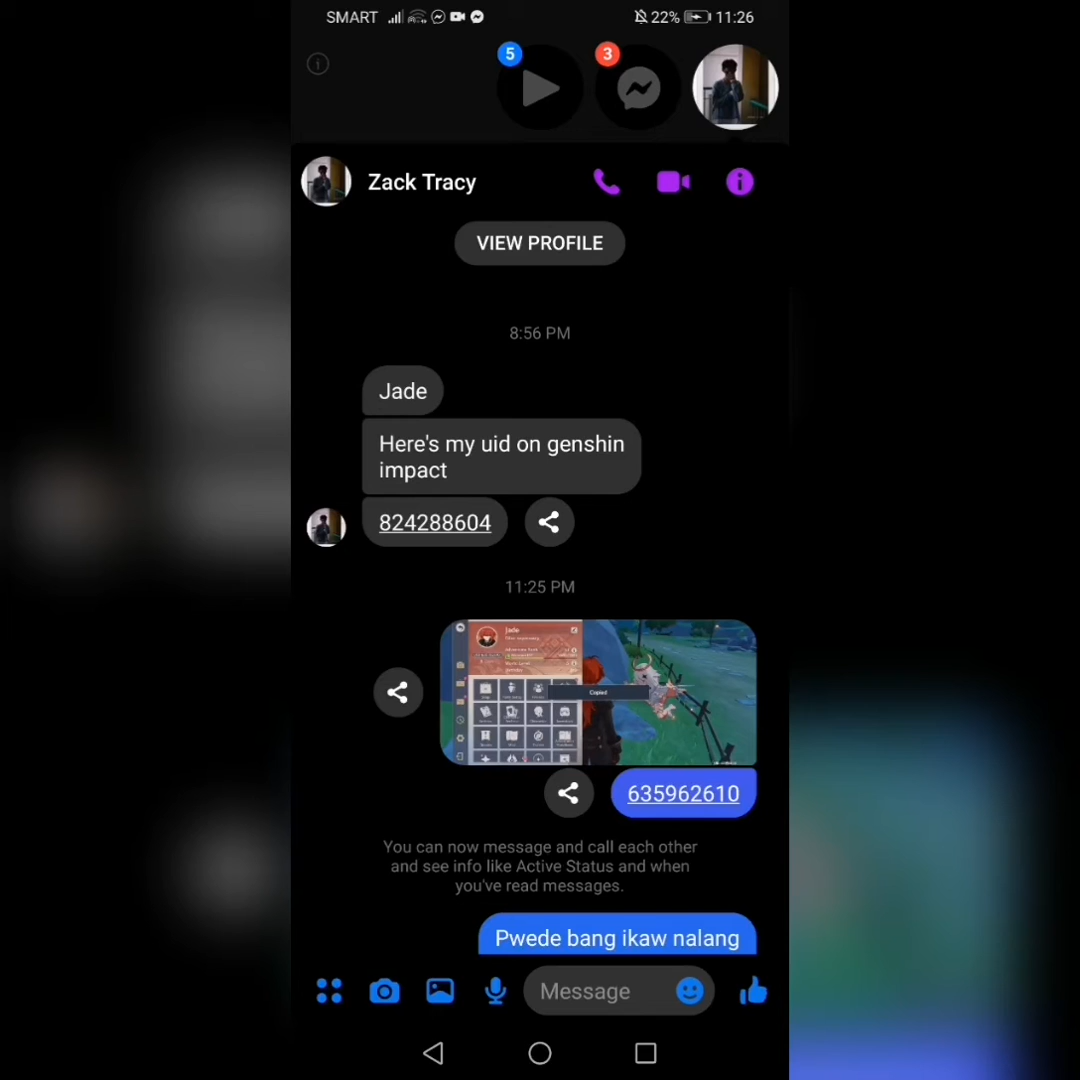 SMART
22%
11:26
5
3
Zack Tracy
VIEW PROFILE
8:56 PM
Jade
Here's my uid on genshin
impact
824288604
11:25 PM
Jade
Copied
635962610
You can now message and call each other
and see info like Active Status and when
you've read messages.
Pwede bang ikaw nalang
Message